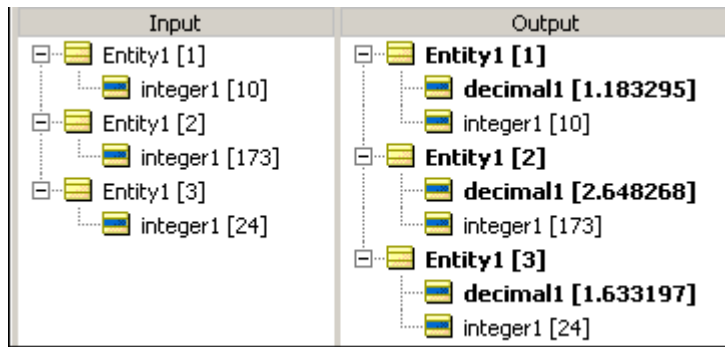 Input
Entity1 [1]
integer1 [10]
Entity1 [2]
integer1 [173]
Entity1 [3]
integer1 [24]
Output
Entity1 [1]
decimal1 [1.183295]
integer1 [10]
Entity1 [2]
decimal1 [2.648268]
integer1 [173]
Entity1 [3]
decimal1 [1.633197]
integer1 [24]